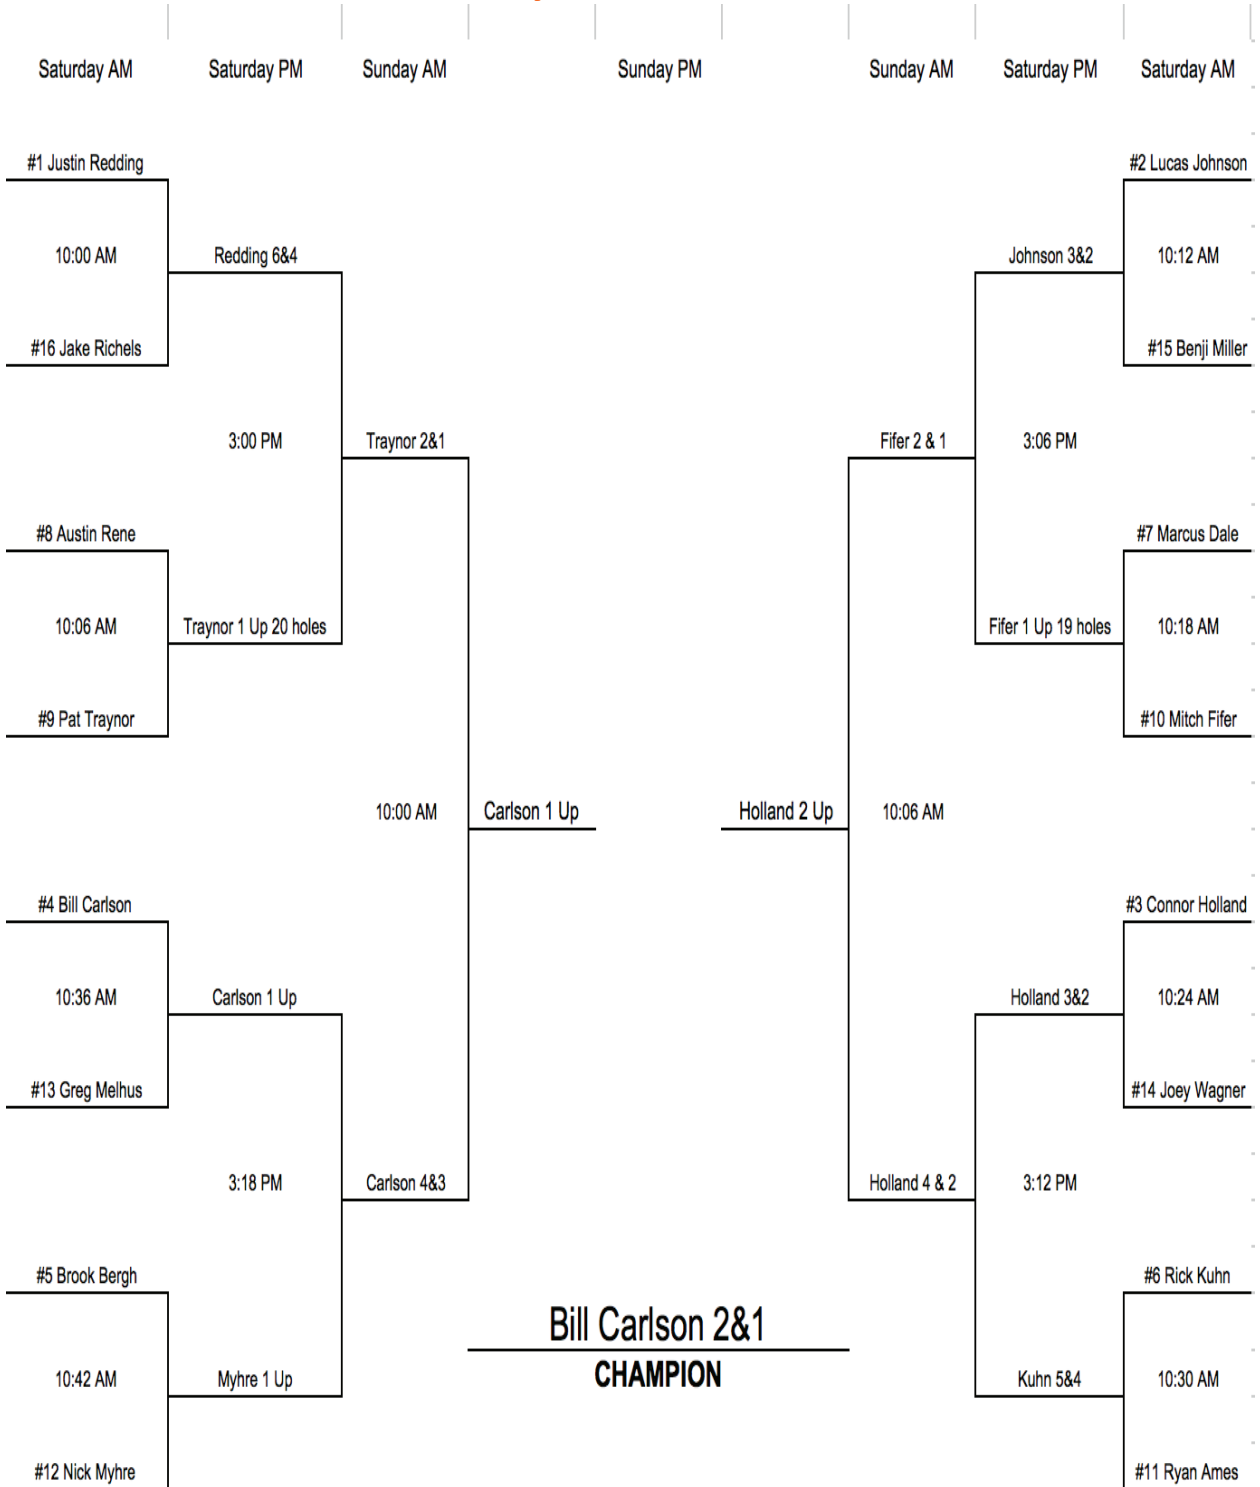 Saturday AM Saturday PM Sunday AM Sunday PM Sunday AM Saturday PM Saturday AM
#1 Justin Redding #2 Lucas Johnson
10:00 AM Redding 6&4 Johnson 3&2 10:12 AM
#16 Jake Richels #15 Benji Miller
3:00 PM Traynor 2&1 Fifer 2 & 1 3:06 PM
#8 Austin Rene #7 Marcus Dale
10:06 AM Traynor 1 Up 20 holes Fifer 1 Up 19 holes 10:18 AM
#9 Pat Traynor #10 Mitch Fifer
10:00 AM Carlson 1 Up Holland 2 Up 10:06 AM
#4 Bill Carlson #3 Connor Holland
10:36 AM Carlson 1 Up Holland 3&2 10:24 AM
#13 Greg Melhus #14 Joey Wagner
3:18 PM Carlson 4&3 Holland 4 & 2 3:12 PM
#5 Brook Bergh #6 Rick Kuhn
Bill Carlson 2&1
10:42 AM Myhre 1 Up CHAMPION Kuhn 5&4 10:30 AM
#12 Nick Myhre #11 Ryan Ames